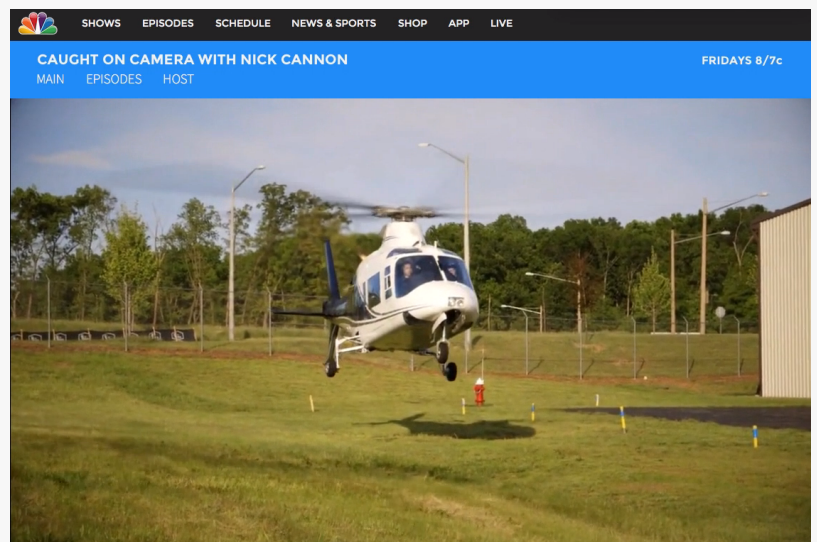 SHOWS EPISODES SCHEDULE NEWS & SPORTS SHOP APP LIVE
CAUGHT ON CAMERA WITH NICK CANNON FRIDAYS 8/7c
MAIN EPISODES HOST